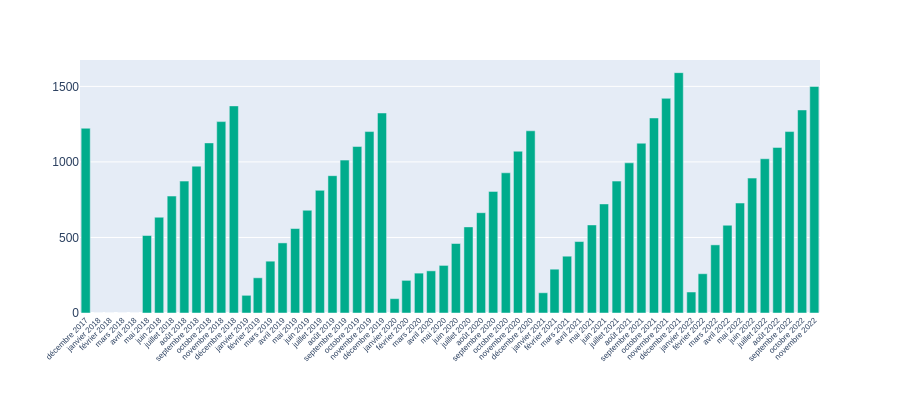 1500
1000
500
0
décembre 2017
janvier 2018
février 2018
mars 2018
avril 2018
mai 2018
juin 2018
juillet 2018
août 2018
septembre 2018
octobre 2018
novembre 2018
décembre 2018
janvier 2019
février 2019
mars 2019
avril 2019
mai 2019
juin 2019
juillet 2019
août 2019
septembre 2019
octobre 2019
novembre 2019
décembre 2019
janvier 2020
février 2020
mars 2020
avril 2020
mai 2020
juin 2020
juillet 2020
août 2020
septembre 2020
octobre 2020
novembre 2020
décembre 2020
janvier 2021
février 2021
mars 2021
avril 2021
mai 2021
juin 2021
juillet 2021
août 2021
septembre 2021
octobre 2021
novembre 2021
décembre 2021
janvier 2022
février 2022
mars 2022
avril 2022
mai 2022
juin 2022
juillet 2022
août 2022
septembre 2022
octobre 2022
novembre 2022